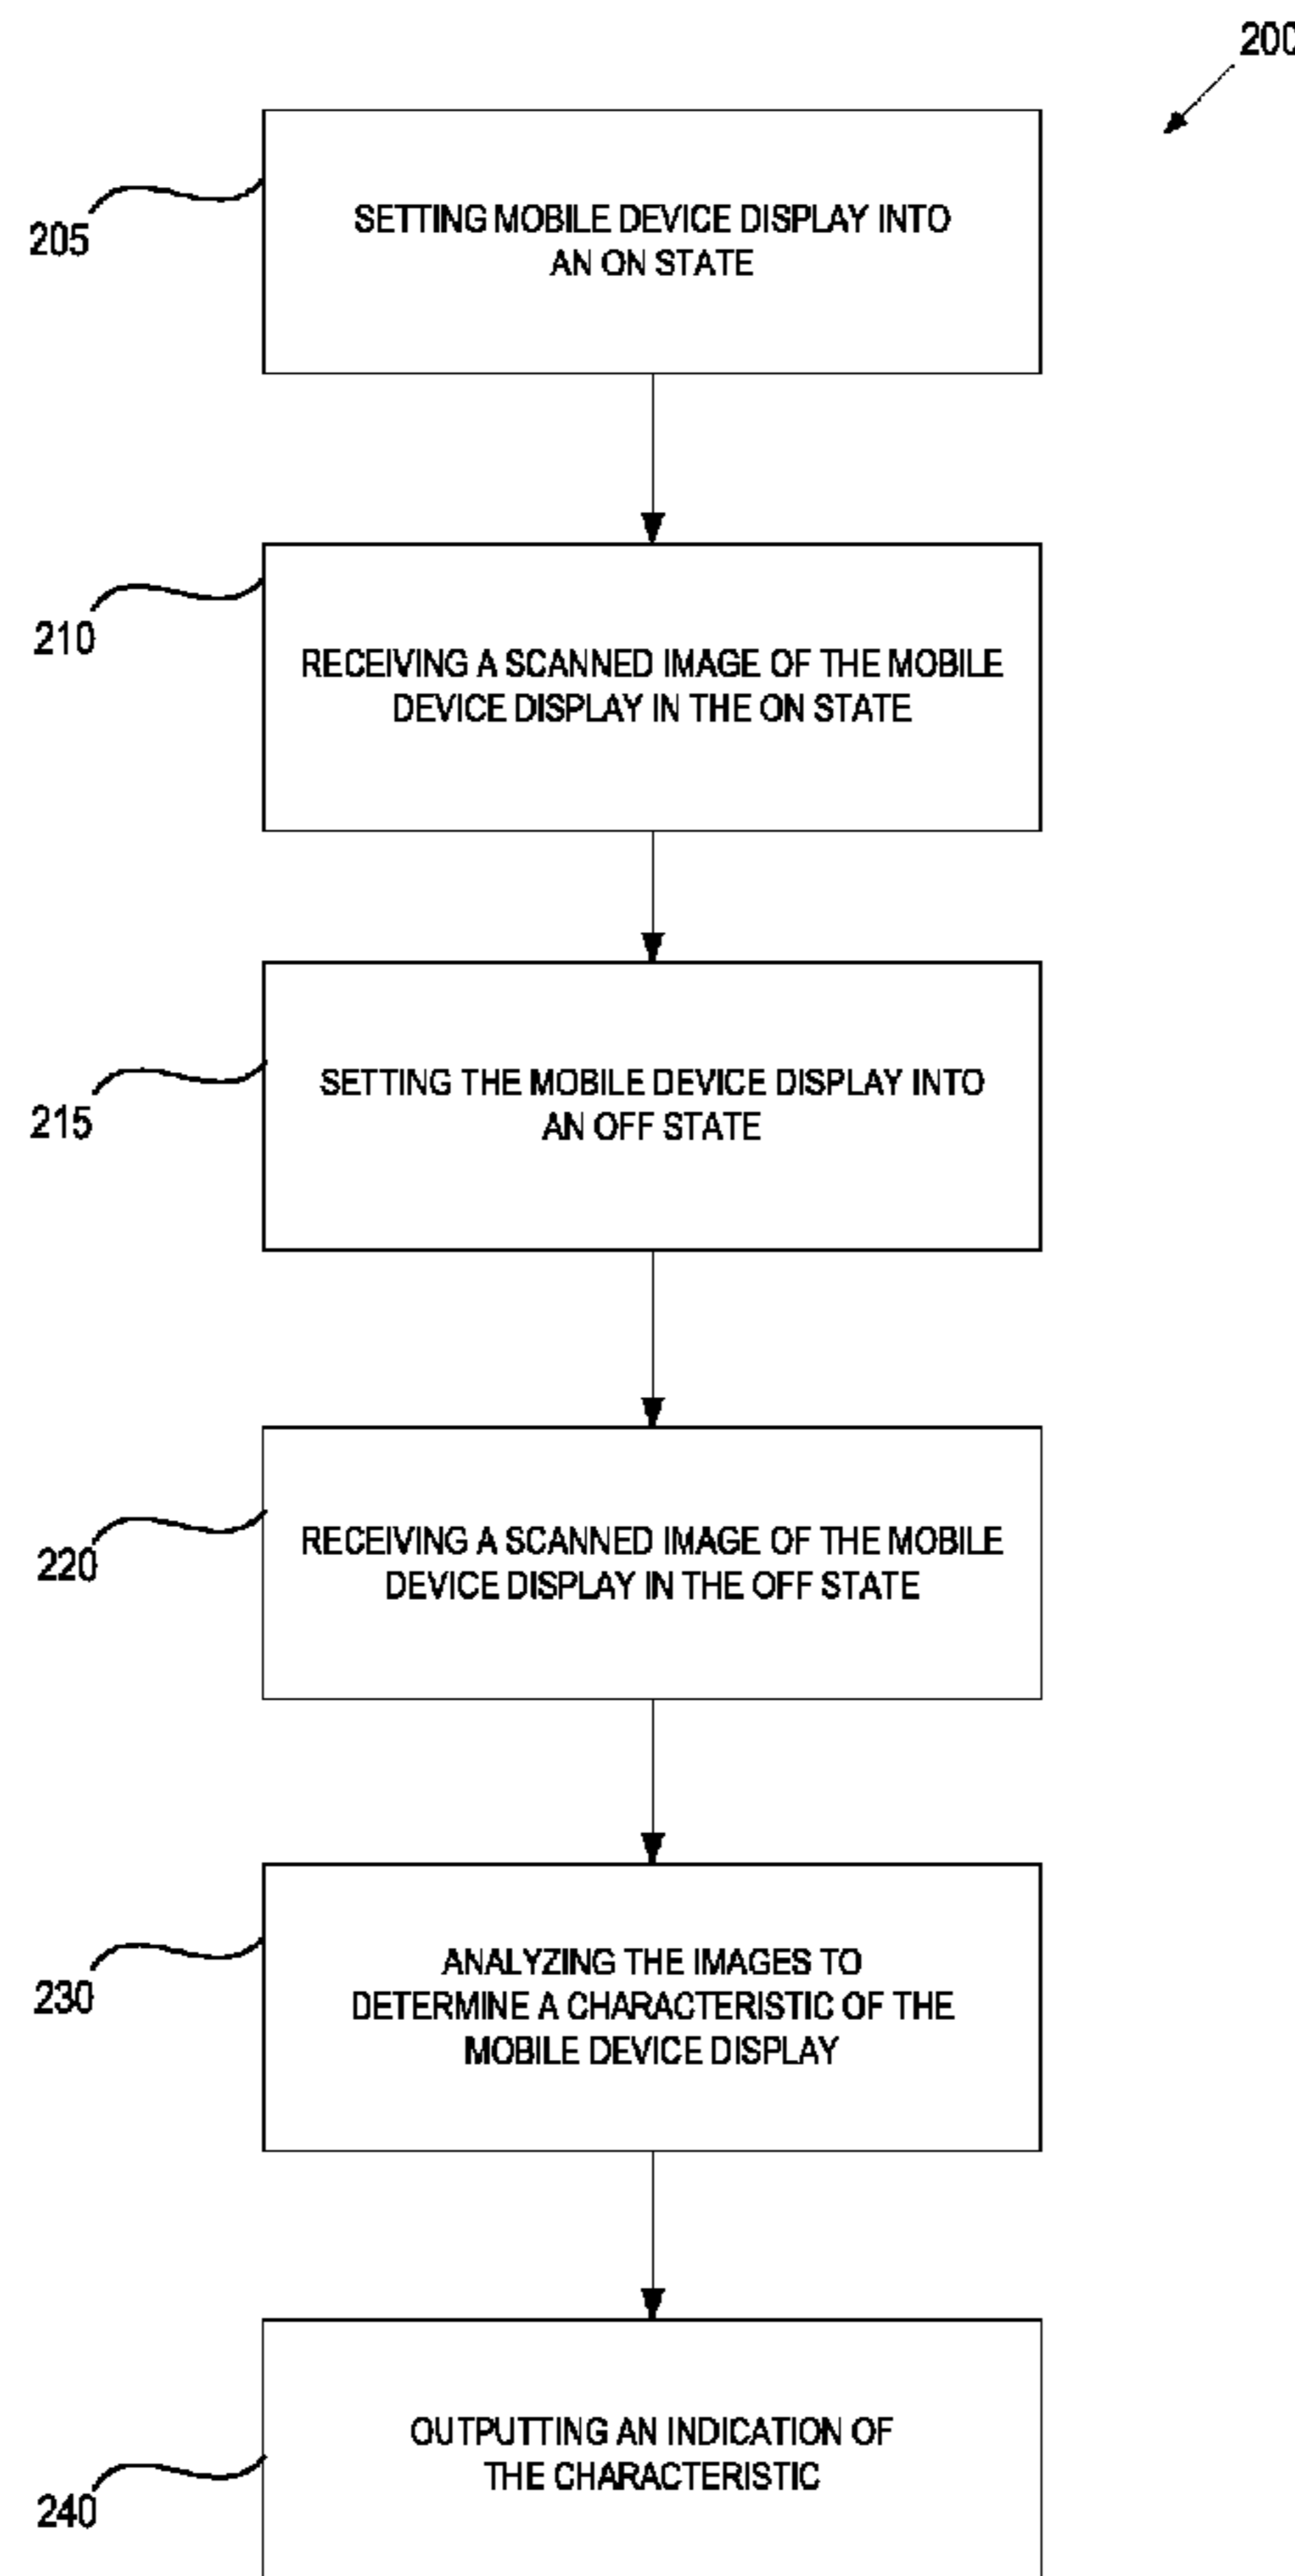 200
205
SETTING MOBILE DEVICE DISPLAY INTO
AN ON STATE
210
RECEIVING A SCANNED IMAGE OF THE MOBILE
DEVICE DISPLAY IN THE ON STATE
215
SETTING THE MOBILE DEVICE DISPLAY INTO
AN OFF STATE
220
RECEIVING A SCANNED IMAGE OF THE MOBILE
DEVICE DISPLAY IN THE OFF STATE
230
ANALYZING THE IMAGES TO
DETERMINE A CHARACTERISTIC OF THE
MOBILE DEVICE DISPLAY
240
OUTPUTTING AN INDICATION OF
THE CHARACTERISTIC